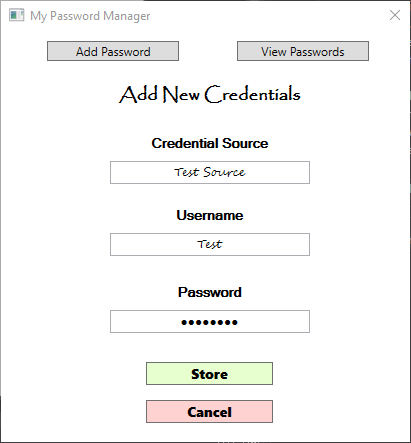 My Password Manager
Add Password View Passwords
Add New Credentials
Credential Source
Test Source
Username
Test
Password
●●●●●●●●
Store
Cancel